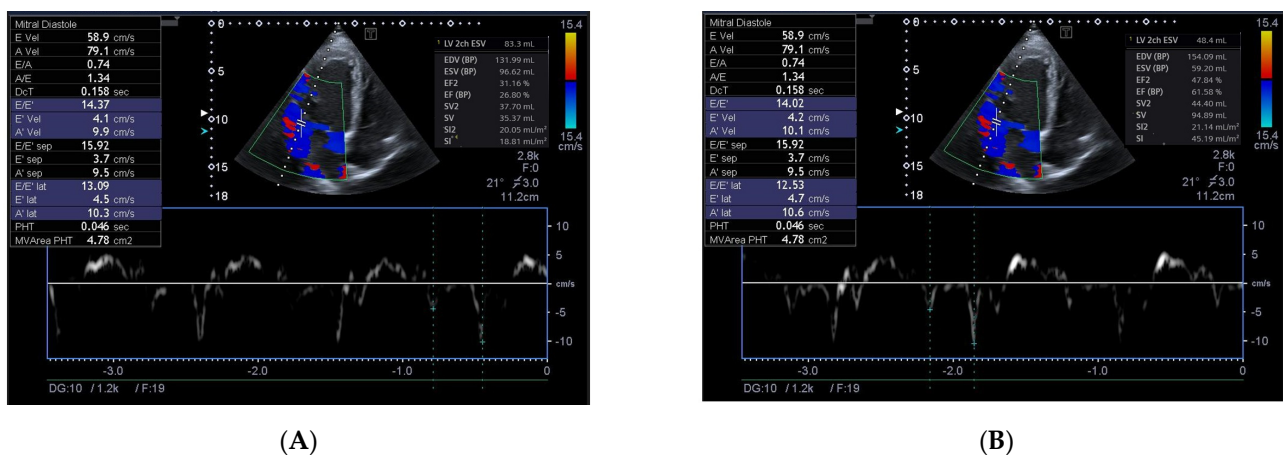 Mitral Diastole
E Vel 58.9 cm/s
A Vel 79.1 cm/s
E/A 0.74
A/E 1.34
DcT 0.158 sec
E/E' 14.37
E' Vel 4.1 cm/s
A' Vel 9.9 cm/s
E/E' sep 15.92
E' sep 3.7 cm/s
A' sep 9.5 cm/s
E/E' lat 13.09
E' lat 4.5 cm/s
A' lat 10.3 cm/s
PHT 0.046 sec
MVArea PHT 4.78 cm2
0
5
10
15
18
1 LV 2ch ESV 83.3 mL
EDV (BP) 131.99 mL
ESV (BP) 96.62 mL
EF2 31.16 %
EF (BP) 26.80 %
SV2 37.70 mL
SV 35.37 mL
SI2 20.05 mL/m²
SI 18.81 mL/m²
15.4
15.4
cm/s
2.8k
F:0
21° 3.0
11.2cm
10
5
cm/s
-5
-10
-3.0 -2.0 -1.0 0
DG:10 / 1.2k / F:19
(A)
Mitral Diastole
E Vel 58.9 cm/s
A Vel 79.1 cm/s
E/A 0.74
A/E 1.34
DcT 0.158 sec
E/E' 14.02
E' Vel 4.2 cm/s
A' Vel 10.1 cm/s
E/E' sep 15.92
E' sep 3.7 cm/s
A' sep 9.5 cm/s
E/E' lat 12.53
E' lat 4.7 cm/s
A' lat 10.6 cm/s
PHT 0.046 sec
MVArea PHT 4.78 cm2
0
5
10
15
18
1 LV 2ch ESV 48.4 mL
EDV (BP) 154.09 mL
ESV (BP) 59.20 mL
EF2 47.84 %
EF (BP) 61.58 %
SV2 44.40 mL
SV 94.89 mL
SI2 21.14 mL/m²
SI 45.19 mL/m²
15.4
15.4
cm/s
2.8k
F:0
21° 3.0
11.2cm
10
5
cm/s
-5
-10
-3.0 -2.0 -1.0 0
DG:10 / 1.2k / F:19
(B)